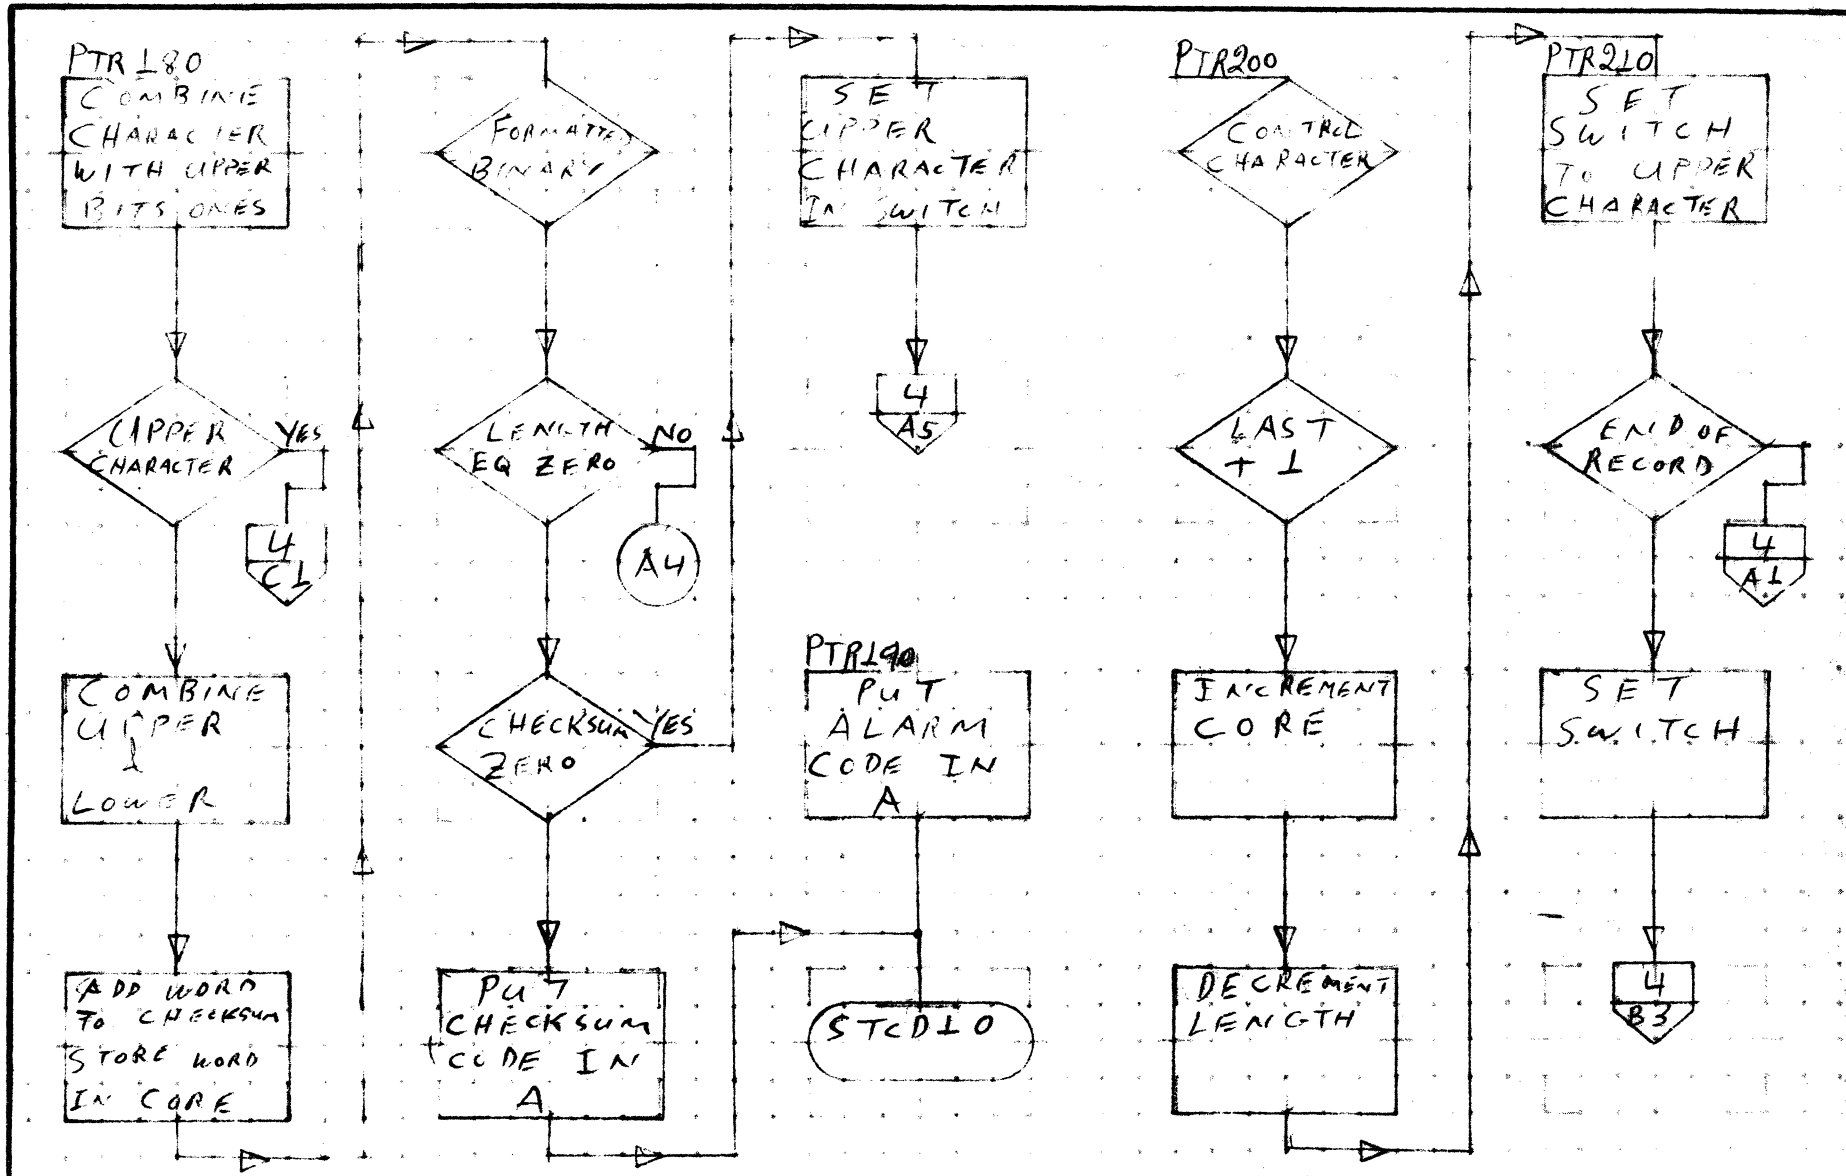 PTR180
COMBINE
CHARACTER
WITH UPPER
BITS ONES
UPPER
CHARACTER
YES
4
C1
COMBINE
UPPER
LOWER
ADD WORD
TO CHECKSUM
STORE WORD
IN CORE
FORMATTED
BINARY
LENGTH
EQ ZERO
NO
A4
CHECKSUM
ZERO
YES
PUT
CHECKSUM
CODE IN
A
SET
UPPER
CHARACTER
IN SWITCH
4
A5
PTR190
PUT
ALARM
CODE IN
A
STCD10
PTR200
CONTROL
CHARACTER
LAST
+ 1
INCREMENT
CORE
DECREMENT
LENGTH
PTR210
SET
SWITCH
TO UPPER
CHARACTER
END OF
RECORD
4
A1
SET
SWITCH
4
B3